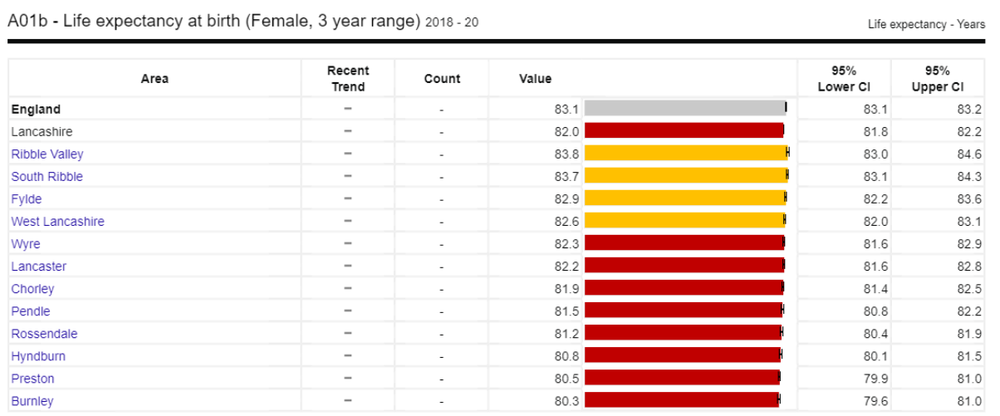 A01b - Life expectancy at birth (Female, 3 year range) 2018 - 20 Life expectancy - Years
Area Recent Trend Count Value 95% Lower CI 95% Upper CI
England – - 83.1 83.1 83.2
Lancashire – - 82.0 81.8 82.2
Ribble Valley – - 83.8 83.0 84.6
South Ribble – - 83.7 83.1 84.3
Fylde – - 82.9 82.2 83.6
West Lancashire – - 82.6 82.0 83.1
Wyre – - 82.3 81.6 82.9
Lancaster – - 82.2 81.6 82.8
Chorley – - 81.9 81.4 82.5
Pendle – - 81.5 80.8 82.2
Rossendale – - 81.2 80.4 81.9
Hyndburn – - 80.8 80.1 81.5
Preston – - 80.5 79.9 81.0
Burnley – - 80.3 79.6 81.0